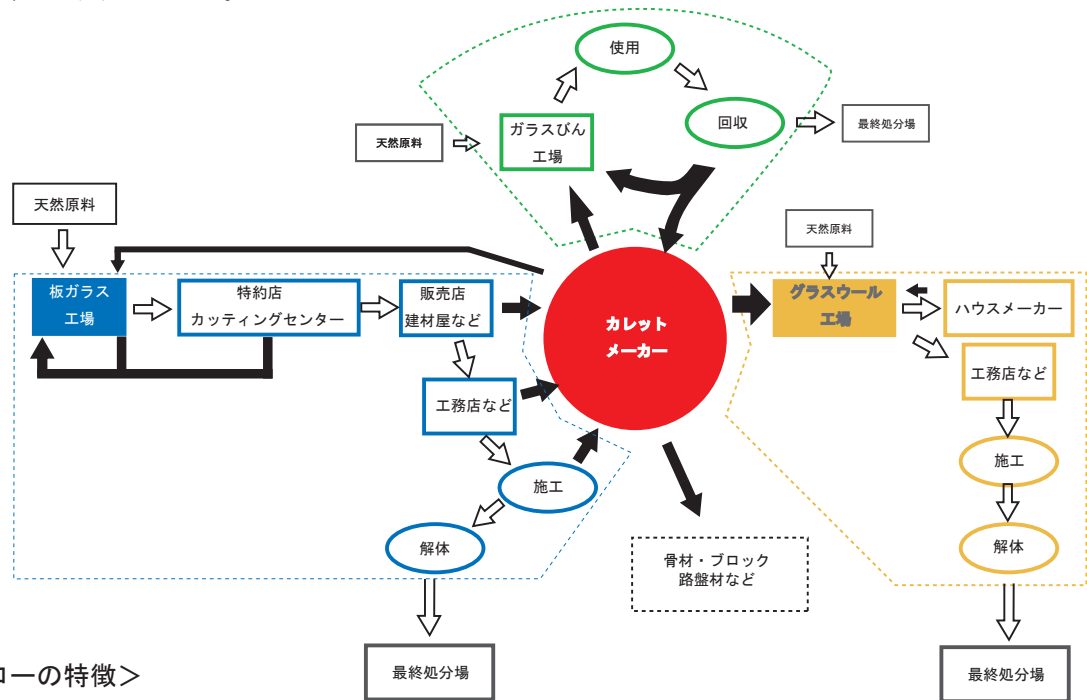 使用
ガラスびん
工場
回収
天然原料
最終処分場
天然原料
天然原料
板ガラス
工場
特約店
カッティングセンター
販売店
建材屋など
カレット
メーカー
グラスウール
工場
ハウスメーカー
工務店など
工務店など
施工
施工
解体
解体
骨材・ブロック
路盤材など
最終処分場
最終処分場
ローの特徴＞